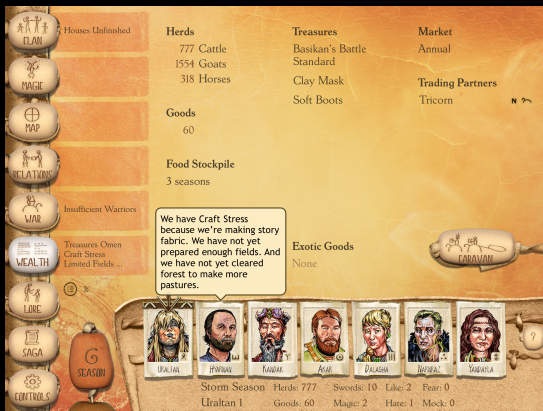 CLAN
Houses Unfinished
MAGIC
MAP
RELATIONS
WAR
Insufficient Warriors
WEALTH
Treasures Omen
Craft Stress
Limited Fields ...
LORE
SAGA
CONTROLS
SEASON
Herds
777 Cattle
1554 Goats
318 Horses
Goods
60
Food Stockpile
3 seasons
Treasures
Basikan's Battle
Standard
Clay Mask
Soft Boots
Exotic Goods
None
Market
Annual
Trading Partners
Tricorn
CARAVAN
We have Craft Stress
because we're making story
fabric. We have not yet
prepared enough fields. And
we have not yet cleared
forest to make more
pastures.
URALTAN
KANDAR
AKAR
DALAGHA
YANDAYLA
?
Storm Season Herds: 777 Swords: 10 Like: 2 Fear: 0
Uraltan 1 Goods: 60 Magic: 2 Hate: 1 Mock: 0